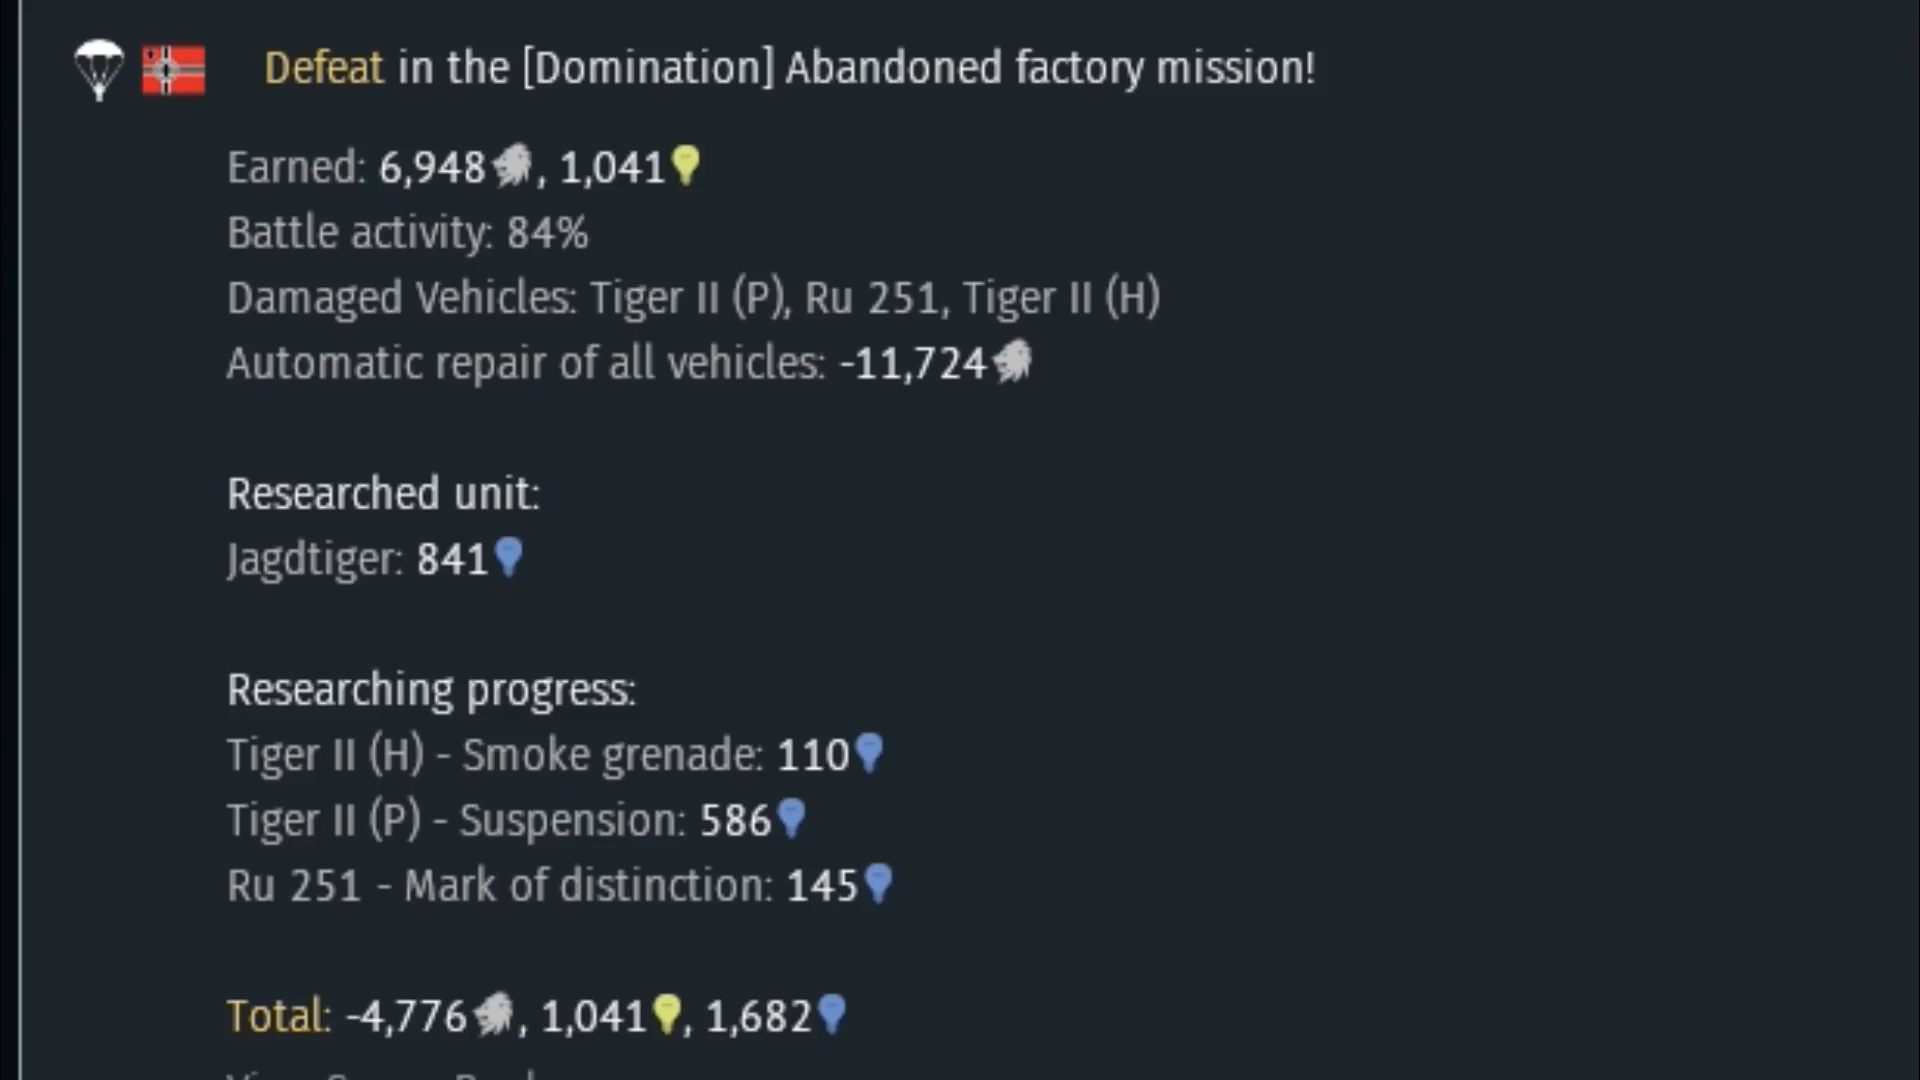 Defeat in the [Domination] Abandoned factory mission!
Earned: 6,948, 1,041
Battle activity: 84%
Damaged Vehicles: Tiger II (P), Ru 251, Tiger II (H)
Automatic repair of all vehicles: -11,724
Researched unit:
Jagdtiger: 841
Researching progress:
Tiger II (H) - Smoke grenade: 110
Tiger II (P) - Suspension: 586
Ru 251 - Mark of distinction: 145
Total: -4,776, 1,041, 1,682